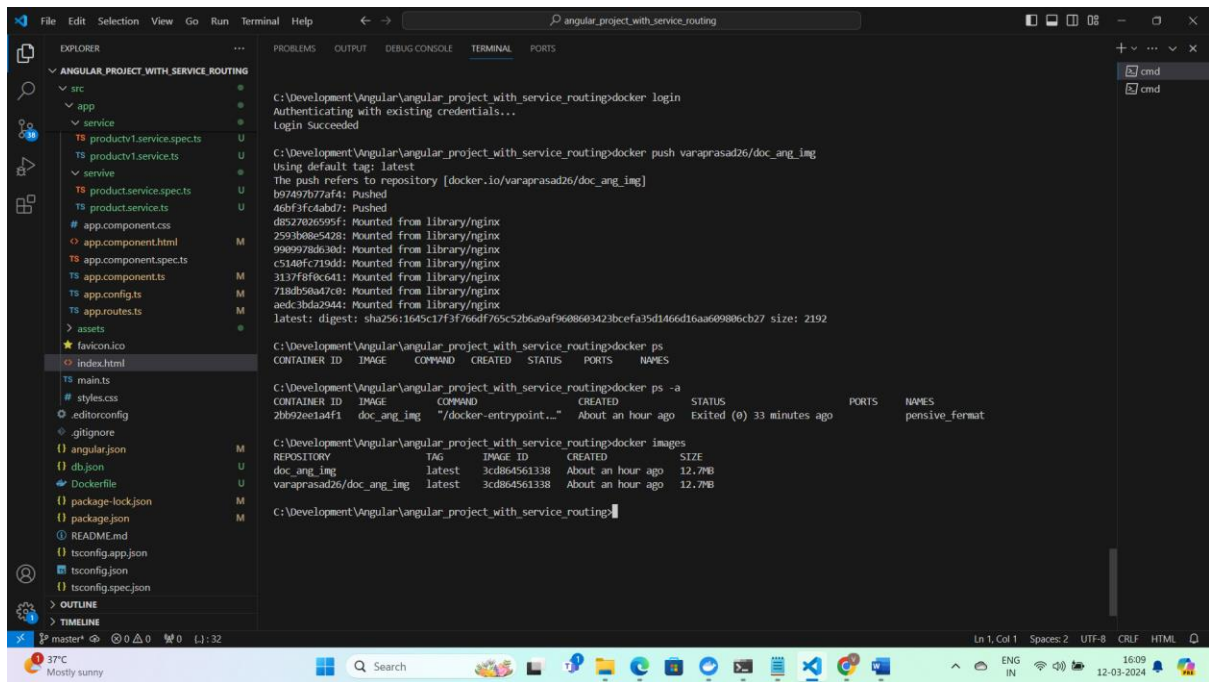 File Edit Selection View Go Run Terminal Help
angular_project_with_service_routing
EXPLORER
ANGULAR_PROJECT_WITH_SERVICE_ROUTING
src
app
service
TS productv1.service.spec.ts U
TS productv1.service.ts U
servive
TS product.service.spec.ts U
TS product.service.ts U
# app.component.css
app.component.html M
TS app.component.spec.ts
TS app.component.ts M
TS app.config.ts M
TS app.routes.ts M
assets
favicon.ico
index.html
TS main.ts
# styles.css
.editorconfig
.gitignore
{} angular.json M
{} db.json U
Dockerfile U
{} package-lock.json M
{} package.json M
README.md
{} tsconfig.app.json
tsconfig.json
{} tsconfig.spec.json
OUTLINE
TIMELINE
38
1
PROBLEMS OUTPUT DEBUG CONSOLE TERMINAL PORTS
cmd
cmd
C:\Development\Angular\angular_project_with_service_routing>docker login
Authenticating with existing credentials...
Login Succeeded
C:\Development\Angular\angular_project_with_service_routing>docker push varaprasad26/doc_ang_img
Using default tag: latest
The push refers to repository [docker.io/varaprasad26/doc_ang_img]
b97497b77af4: Pushed
46bf3fc4abd7: Pushed
d8527026595f: Mounted from library/nginx
2593b08e5428: Mounted from library/nginx
9909978d630d: Mounted from library/nginx
c5140fc719dd: Mounted from library/nginx
3137f8f0c641: Mounted from library/nginx
718db50a47c0: Mounted from library/nginx
aedc3bda2944: Mounted from library/nginx
latest: digest: sha256:1645c17f3f766df765c52b6a9af9608603423bcefa35d1466d16aa609806cb27 size: 2192
C:\Development\Angular\angular_project_with_service_routing>docker ps
CONTAINER ID IMAGE COMMAND CREATED STATUS PORTS NAMES
C:\Development\Angular\angular_project_with_service_routing>docker ps -a
CONTAINER ID IMAGE COMMAND CREATED STATUS PORTS NAMES
2bb92ee1a4f1 doc_ang_img "/docker-entrypoint.…" About an hour ago Exited (0) 33 minutes ago pensive_fermat
C:\Development\Angular\angular_project_with_service_routing>docker images
REPOSITORY TAG IMAGE ID CREATED SIZE
doc_ang_img latest 3cd864561338 About an hour ago 12.7MB
varaprasad26/doc_ang_img latest 3cd864561338 About an hour ago 12.7MB
C:\Development\Angular\angular_project_with_service_routing>
master* 0 0 0 {..} : 32
Ln 1, Col 1 Spaces: 2 UTF-8 CRLF HTML
1
37°C
Mostly sunny
Search
ENG
IN
16:09
12-03-2024